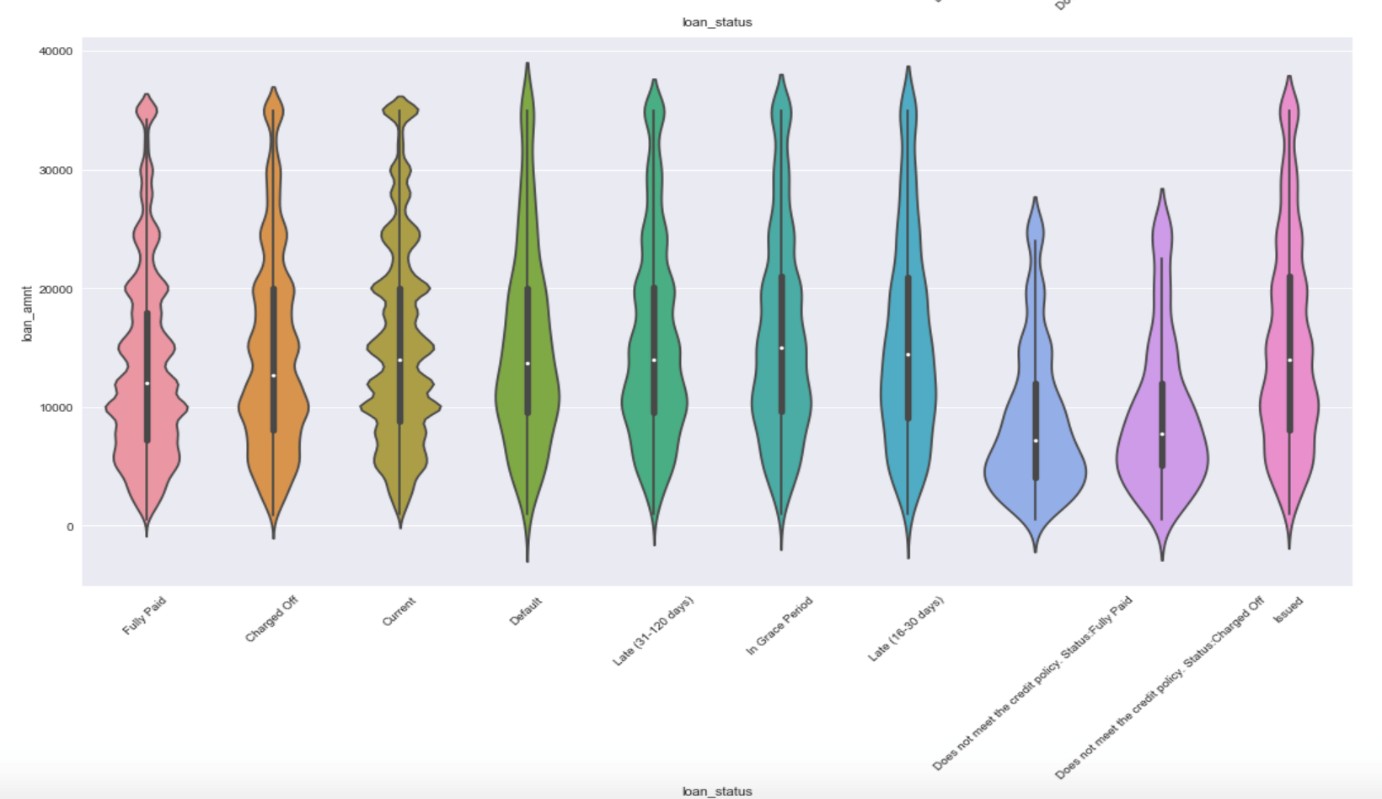 loan_status
40000
30000
20000
10000
0
loan_amnt
Fully Paid
Charged Off
Current
Default
Late (31-120 days)
In Grace Period
Late (16-30 days)
Does not meet the credit policy. Status:Fully Paid
Does not meet the credit policy. Status:Charged Off
Issued
loan_status